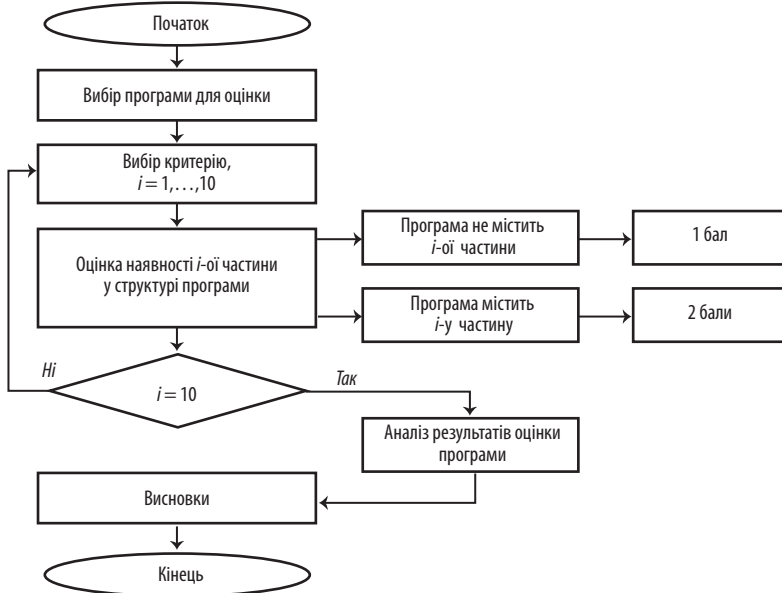 Початок
Вибір програми для оцінки
Вибір критерію,
i = 1,…,10
Оцінка наявності i-ої частини
у структурі програми
Програма не містить
i-ої частини
1 бал
Програма містить
i-у частину
2 бали
Ні
i = 10
Так
Аналіз результатів оцінки
програми
Висновки
Кінець